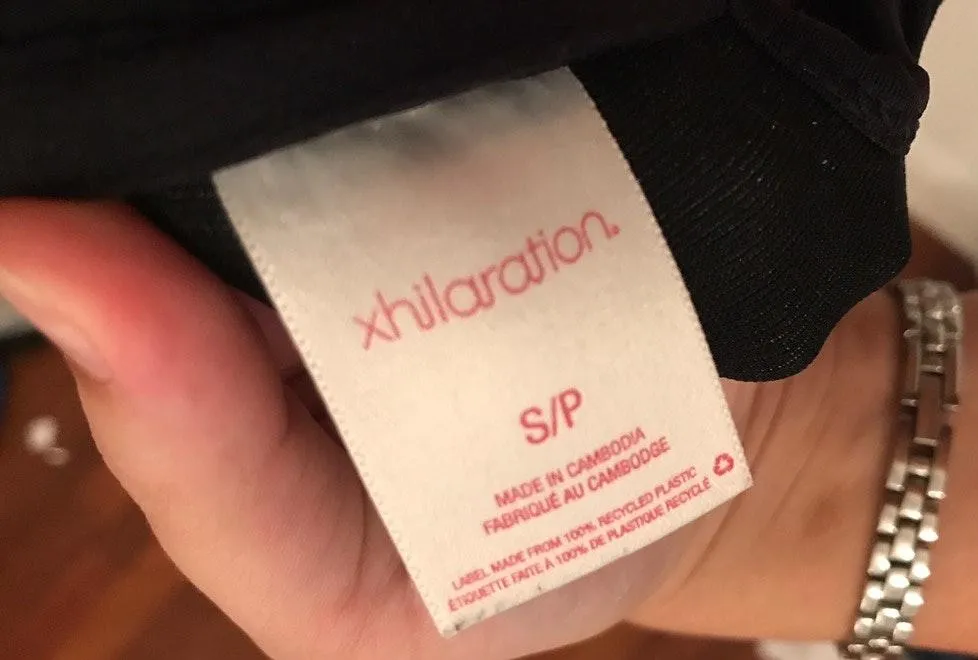 xhilaration.
S/P
MADE IN CAMBODIA
FABRIQUÉ AU CAMBODGE
LABEL MADE FROM 100% RECYCLED PLASTIC
ÉTIQUETTE FAITE À 100% DE PLASTIQUE RECYCLÉ